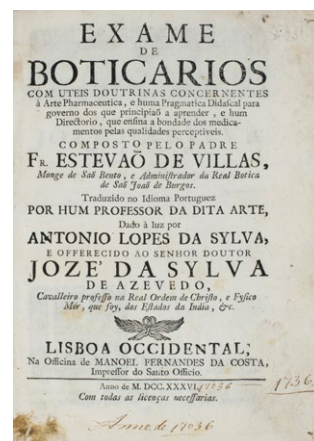 EXAME
DE
BOTICARIOS
COM UTEIS DOUTRINAS CONCERNENTES
à Arte Pharmaceutica, e huma Pragmatica Didascal para
governo dos que principiaõ a aprender, e hum
Directorio, que ensina a bondade dos medica-
mentos pelas qualidades perceptiveis.
COMPOSTO PELO PADRE
FR. ESTEVAÕ DE VILLAS,
Monge de Saõ Bento, e Administrador da Real Botica
de Saõ Joaõ de Burgos.
Traduzido no Idioma Portuguez
POR HUM PROFESSOR DA DITA ARTE,
Dado à luz por
ANTONIO LOPES DA SYLVA,
E OFFERECIDO AO SENHOR DOUTOR
JOZE' DA SYLVA
DE AZEVEDO,
Cavalleiro professo na Real Ordem de Christo, e Fysico
Mór, que foy, dos Estados da India, &c.
LISBOA OCCIDENTAL;
Na Officina de MANOEL FERNANDES DA COSTA,
Impressor do Santo Officio.
Anno de M. DCC. XXXVI. 17036
1736
Com todas as licenças necessarias.
Anno de 17036